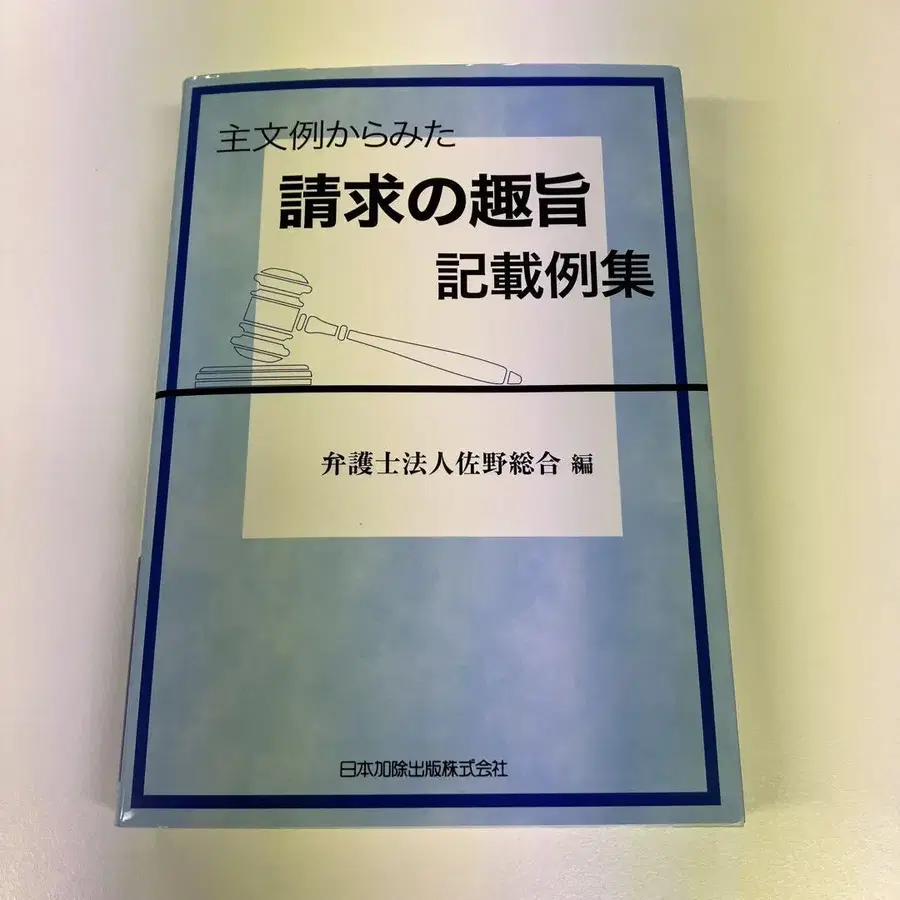 主文例からみた
請求の趣旨
記載例集
弁護士法人佐野総合 編
日本加除出版株式会社